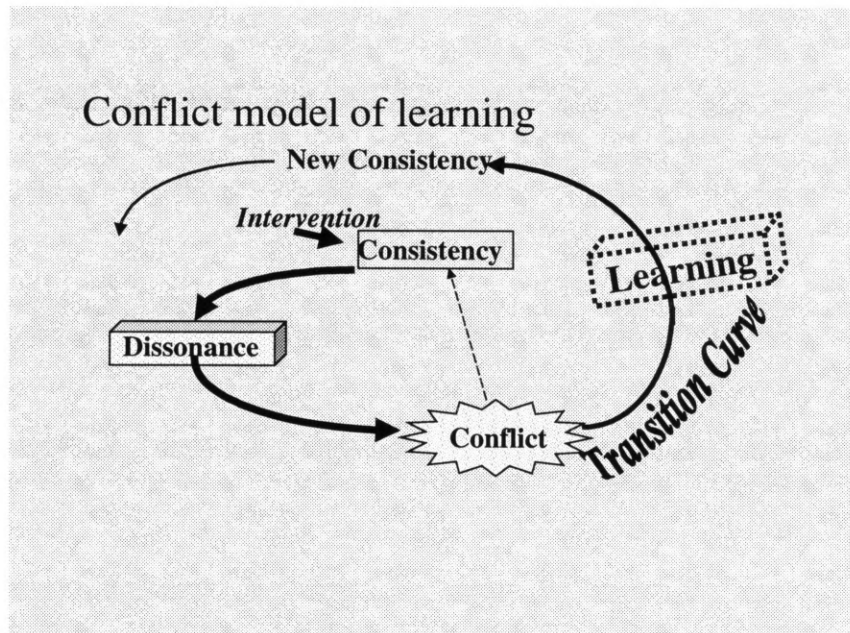 Conflict model of learning
New Consistency
Intervention
Consistency
Learning
Dissonance
Transition Curve
Conflict